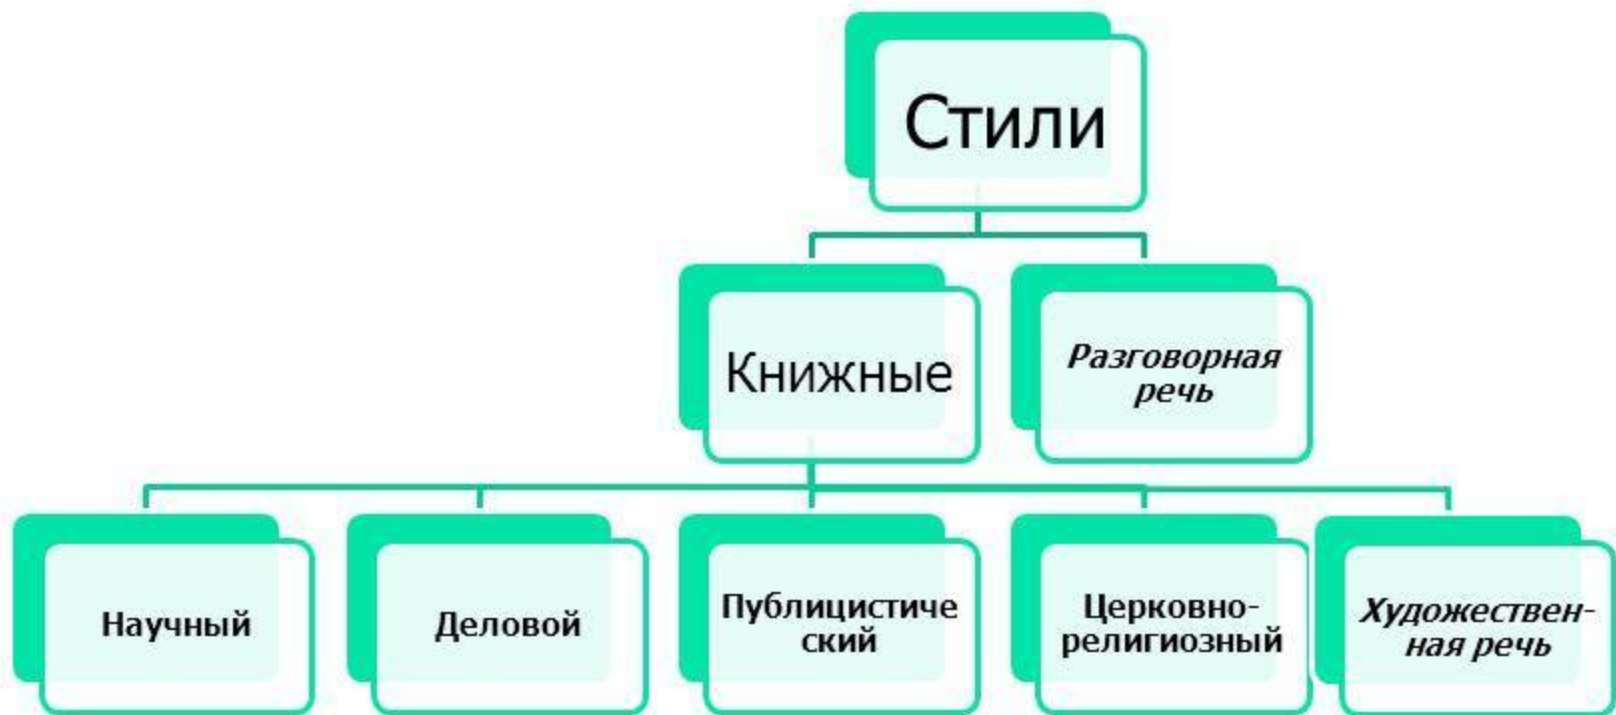 Стили
Книжные
Разговорная
речь
Научный
Деловой
Публицистиче
ский
Церковно-
религиозный
Художествен-
ная речь